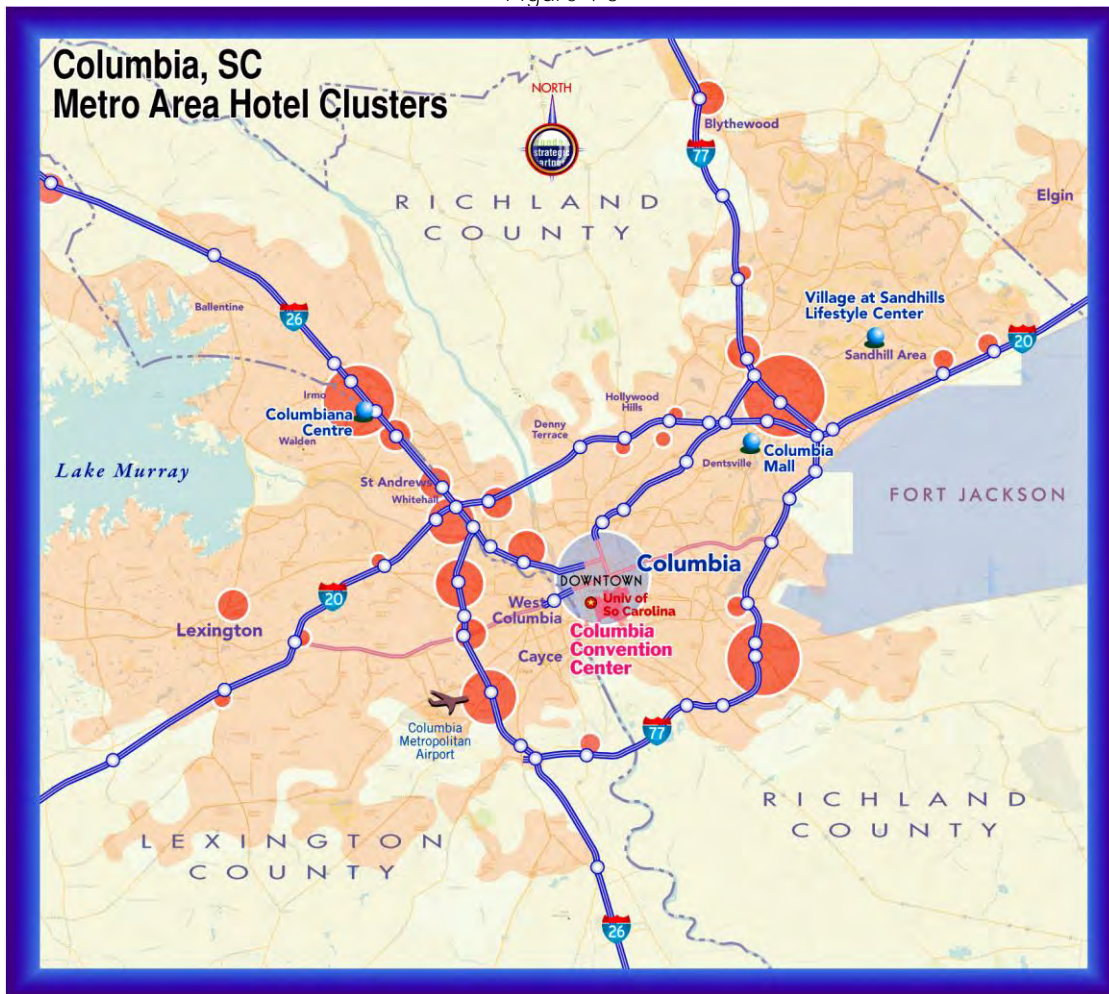 Columbia, SC
Metro Area Hotel Clusters
NORTH
strategic
RICHLAND
COUNTY
Blythewood
77
Elgin
Ballentine
26
Village at Sandhills
Lifestyle Center
Sandhill Area
20
Irmo
Columbiana
Centre
Walden
Hollywood
Hills
Denny
Terrace
Dentsville
Columbia
Mall
Lake Murray
St Andrews
Whitehall
FORT JACKSON
DOWNTOWN
Columbia
20
West
Columbia
Univ of
So Carolina
Lexington
Cayce
Columbia
Convention
Center
Columbia
Metropolitan
Airport
77
RICHLAND
COUNTY
LEXINGTON
COUNTY
26